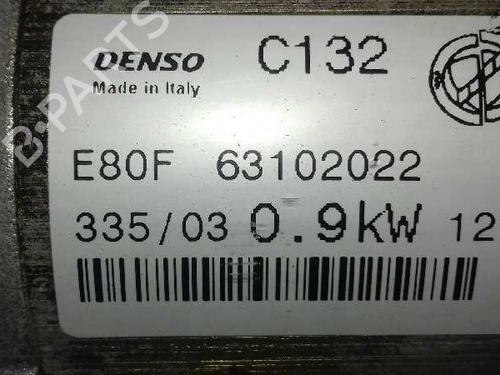 DENSO C132
Made in Italy
E80F 63102022
335/03 0.9kW 12
B-PARTS